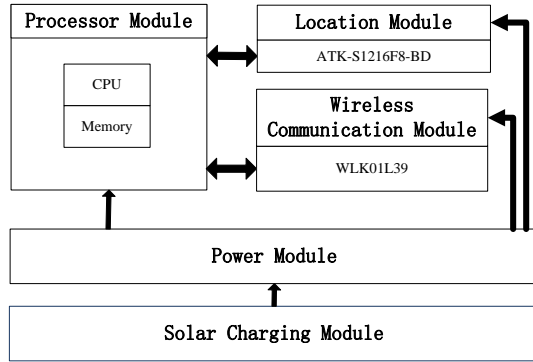 Processor Module
CPU
Memory
Location Module
ATK-S1216F8-BD
Wireless
Communication Module
WLK01L39
Power Module
Solar Charging Module